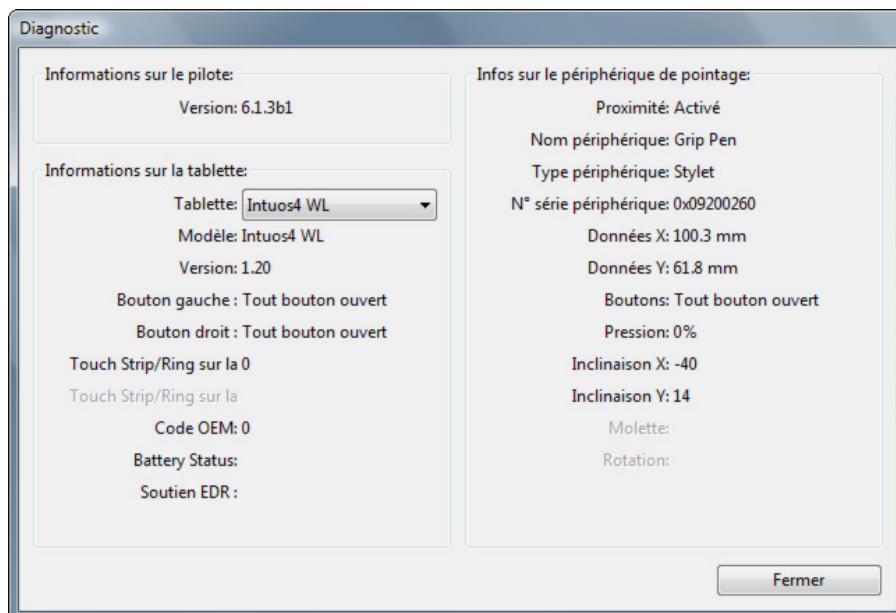 Diagnostic
Informations sur le pilote:
Version: 6.1.3b1
Informations sur la tablette:
Tablette: Intuos4 WL
Modèle: Intuos4 WL
Version: 1.20
Bouton gauche : Tout bouton ouvert
Bouton droit : Tout bouton ouvert
Touch Strip/Ring sur la 0
Touch Strip/Ring sur la
Code OEM: 0
Battery Status:
Soutien EDR :
Infos sur le périphérique de pointage:
Proximité: Activé
Nom périphérique: Grip Pen
Type périphérique: Stylet
N° série périphérique: 0x09200260
Données X: 100.3 mm
Données Y: 61.8 mm
Boutons: Tout bouton ouvert
Pression: 0%
Inclinaison X: -40
Inclinaison Y: 14
Molette:
Rotation:
Fermer